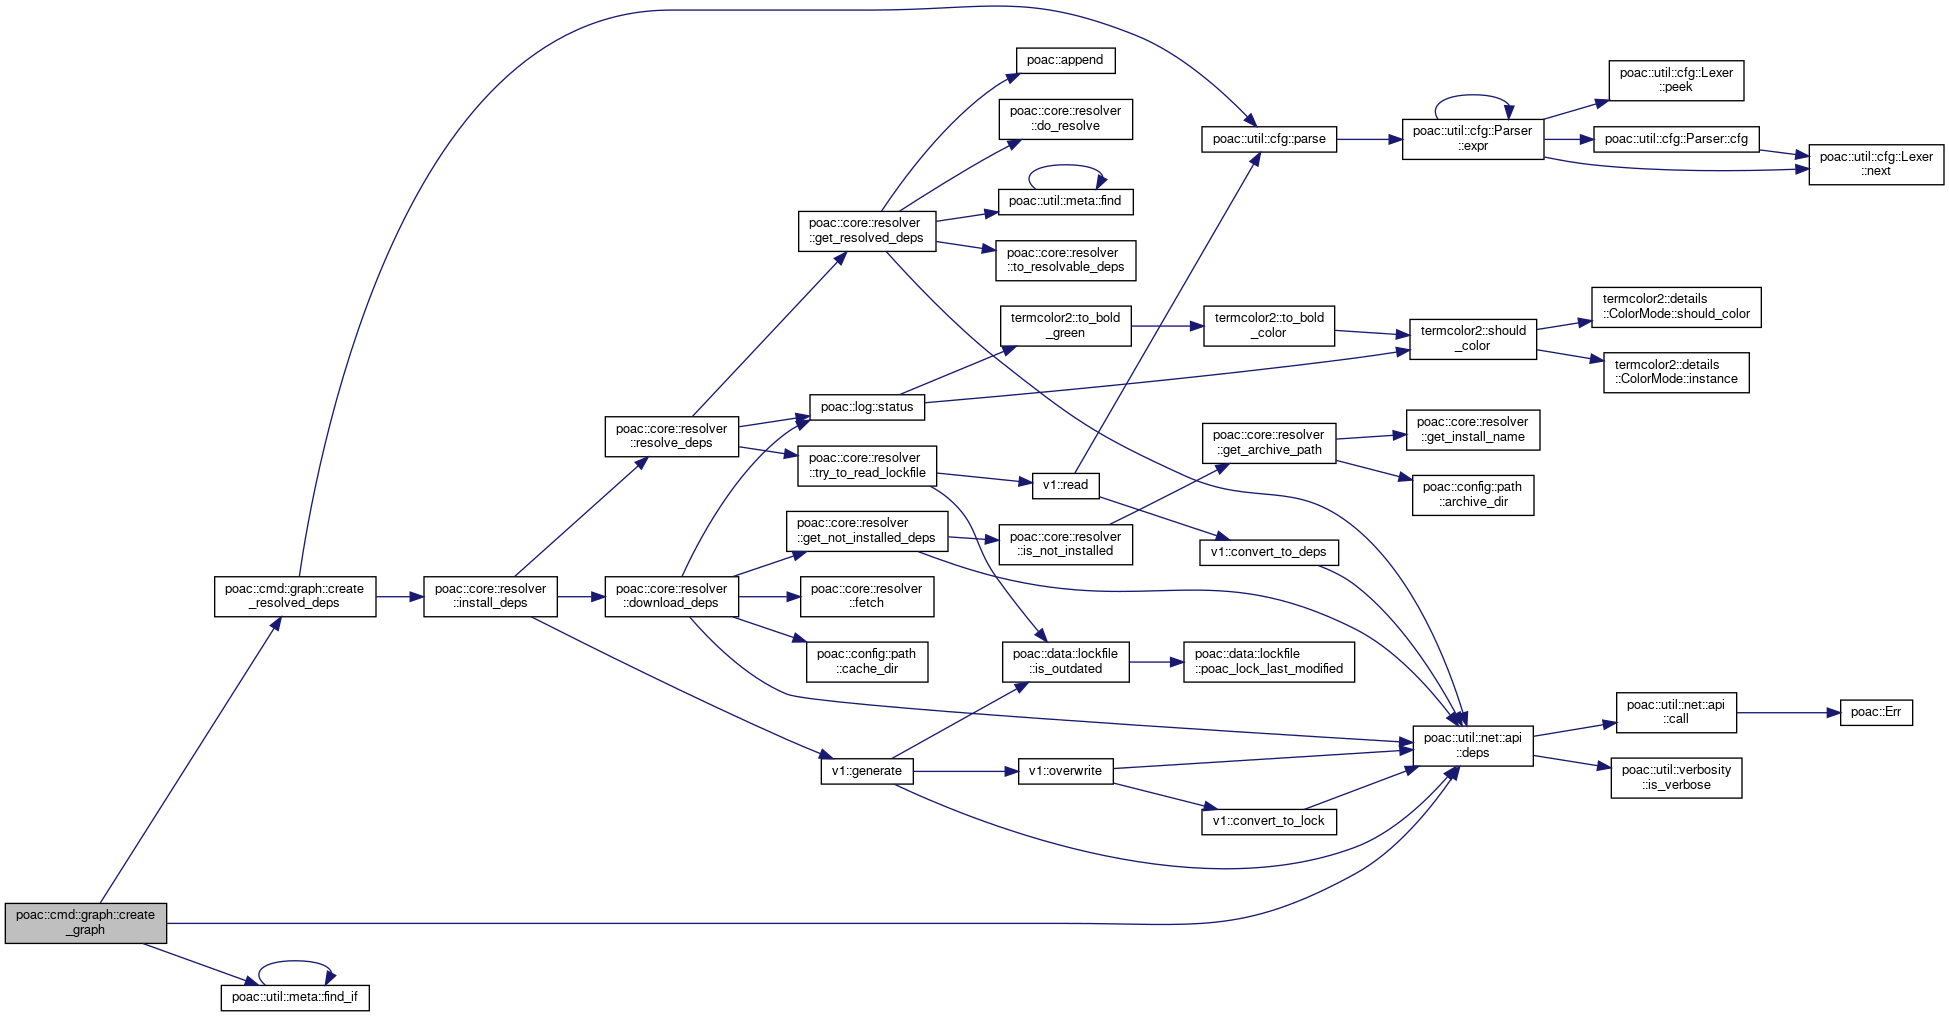 poac::append
poac::util::cfg::Lexer
::peek
poac::core::resolver
::do_resolve
poac::util::cfg::parse
poac::util::cfg::Parser
::expr
poac::util::cfg::Parser::cfg
poac::util::cfg::Lexer
::next
poac::util::meta::find
poac::core::resolver
::get_resolved_deps
poac::core::resolver
::to_resolvable_deps
termcolor2::to_bold
_green
termcolor2::to_bold
_color
termcolor2::should
_color
termcolor2::details
::ColorMode::should_color
termcolor2::details
::ColorMode::instance
poac::log::status
poac::core::resolver
::resolve_deps
poac::core::resolver
::try_to_read_lockfile
v1::read
poac::core::resolver
::get_archive_path
poac::core::resolver
::get_install_name
poac::config::path
::archive_dir
poac::core::resolver
::get_not_installed_deps
poac::core::resolver
::is_not_installed
v1::convert_to_deps
poac::cmd::graph::create
_resolved_deps
poac::core::resolver
::install_deps
poac::core::resolver
::download_deps
poac::core::resolver
::fetch
poac::config::path
::cache_dir
poac::data::lockfile
::is_outdated
poac::data::lockfile
::poac_lock_last_modified
poac::util::net::api
::call
poac::Err
poac::util::net::api
::deps
poac::util::verbosity
::is_verbose
v1::generate
v1::overwrite
v1::convert_to_lock
poac::cmd::graph::create
_graph
poac::util::meta::find_if